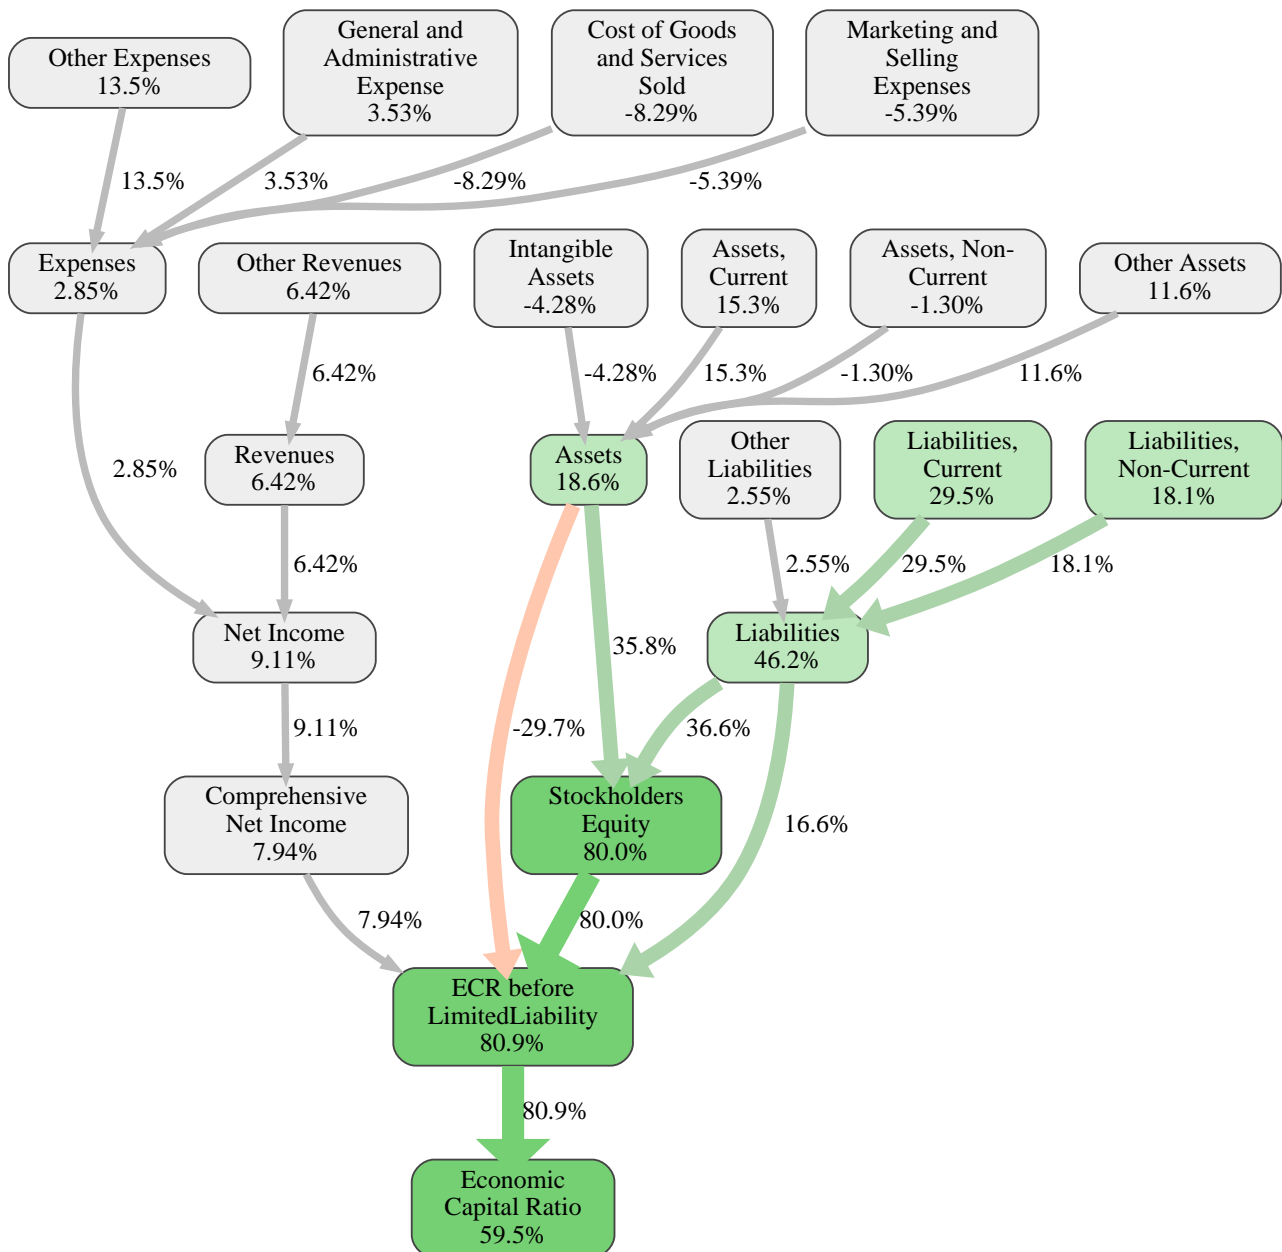 Other Expenses
13.5%
General and
Administrative
Expense
3.53%
Cost of Goods
and Services
Sold
-8.29%
Marketing and
Selling
Expenses
-5.39%
13.5%
3.53%
-8.29%
-5.39%
Expenses
2.85%
Other Revenues
6.42%
Intangible
Assets
-4.28%
Assets,
Current
15.3%
Assets, Non-
Current
-1.30%
Other Assets
11.6%
6.42%
-4.28%
15.3%
-1.30%
11.6%
2.85%
Revenues
6.42%
Assets
18.6%
Other
Liabilities
2.55%
Liabilities,
Current
29.5%
Liabilities,
Non-Current
18.1%
6.42%
2.55%
29.5%
18.1%
Net Income
9.11%
35.8%
Liabilities
46.2%
9.11%
-29.7%
36.6%
Comprehensive
Net Income
7.94%
Stockholders
Equity
80.0%
16.6%
7.94%
80.0%
ECR before
LimitedLiability
80.9%
80.9%
Economic
Capital Ratio
59.5%